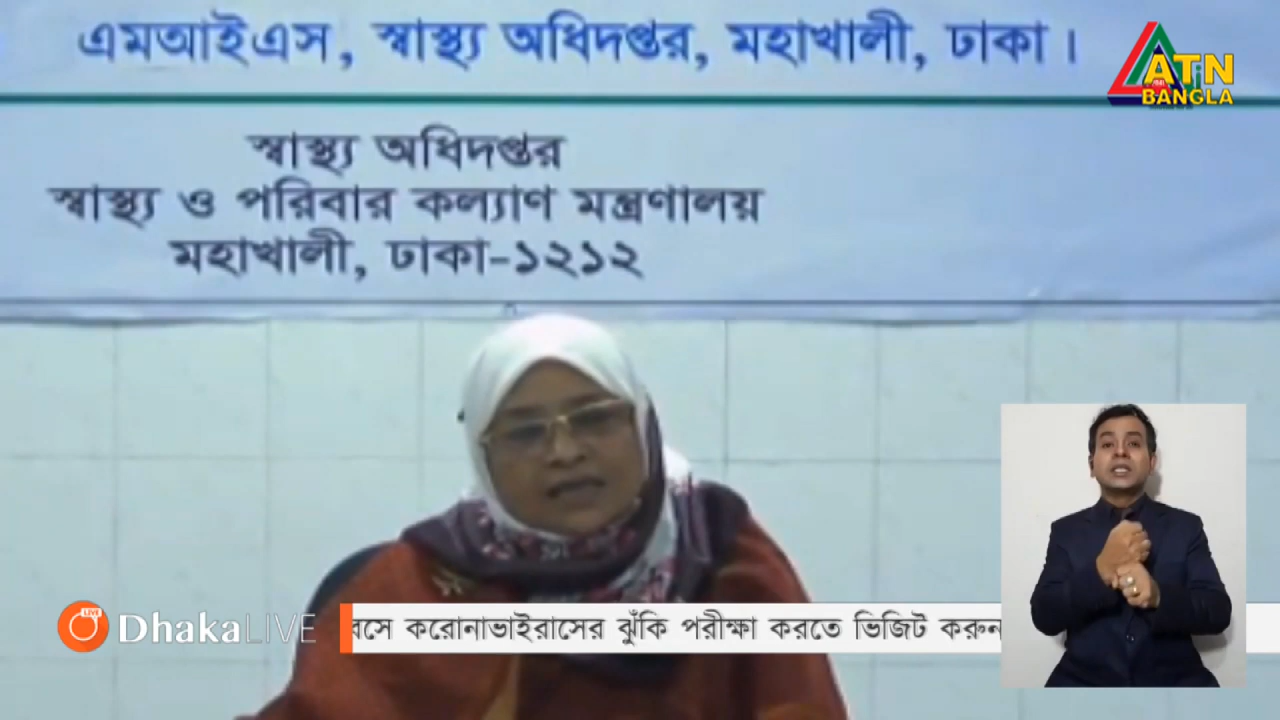 এমআইএস, স্বাস্থ্য অধিদপ্তর, মহাখালী, ঢাকা।
ATN
BANGLA
স্বাস্থ্য অধিদপ্তর
স্বাস্থ্য ও পরিবার কল্যাণ মন্ত্রণালয়
মহাখালী, ঢাকা-১২১২
LIVE
DhakaLIVE
বসে করোনাভাইরাসের ঝুঁকি পরীক্ষা করতে ভিজিট করুন